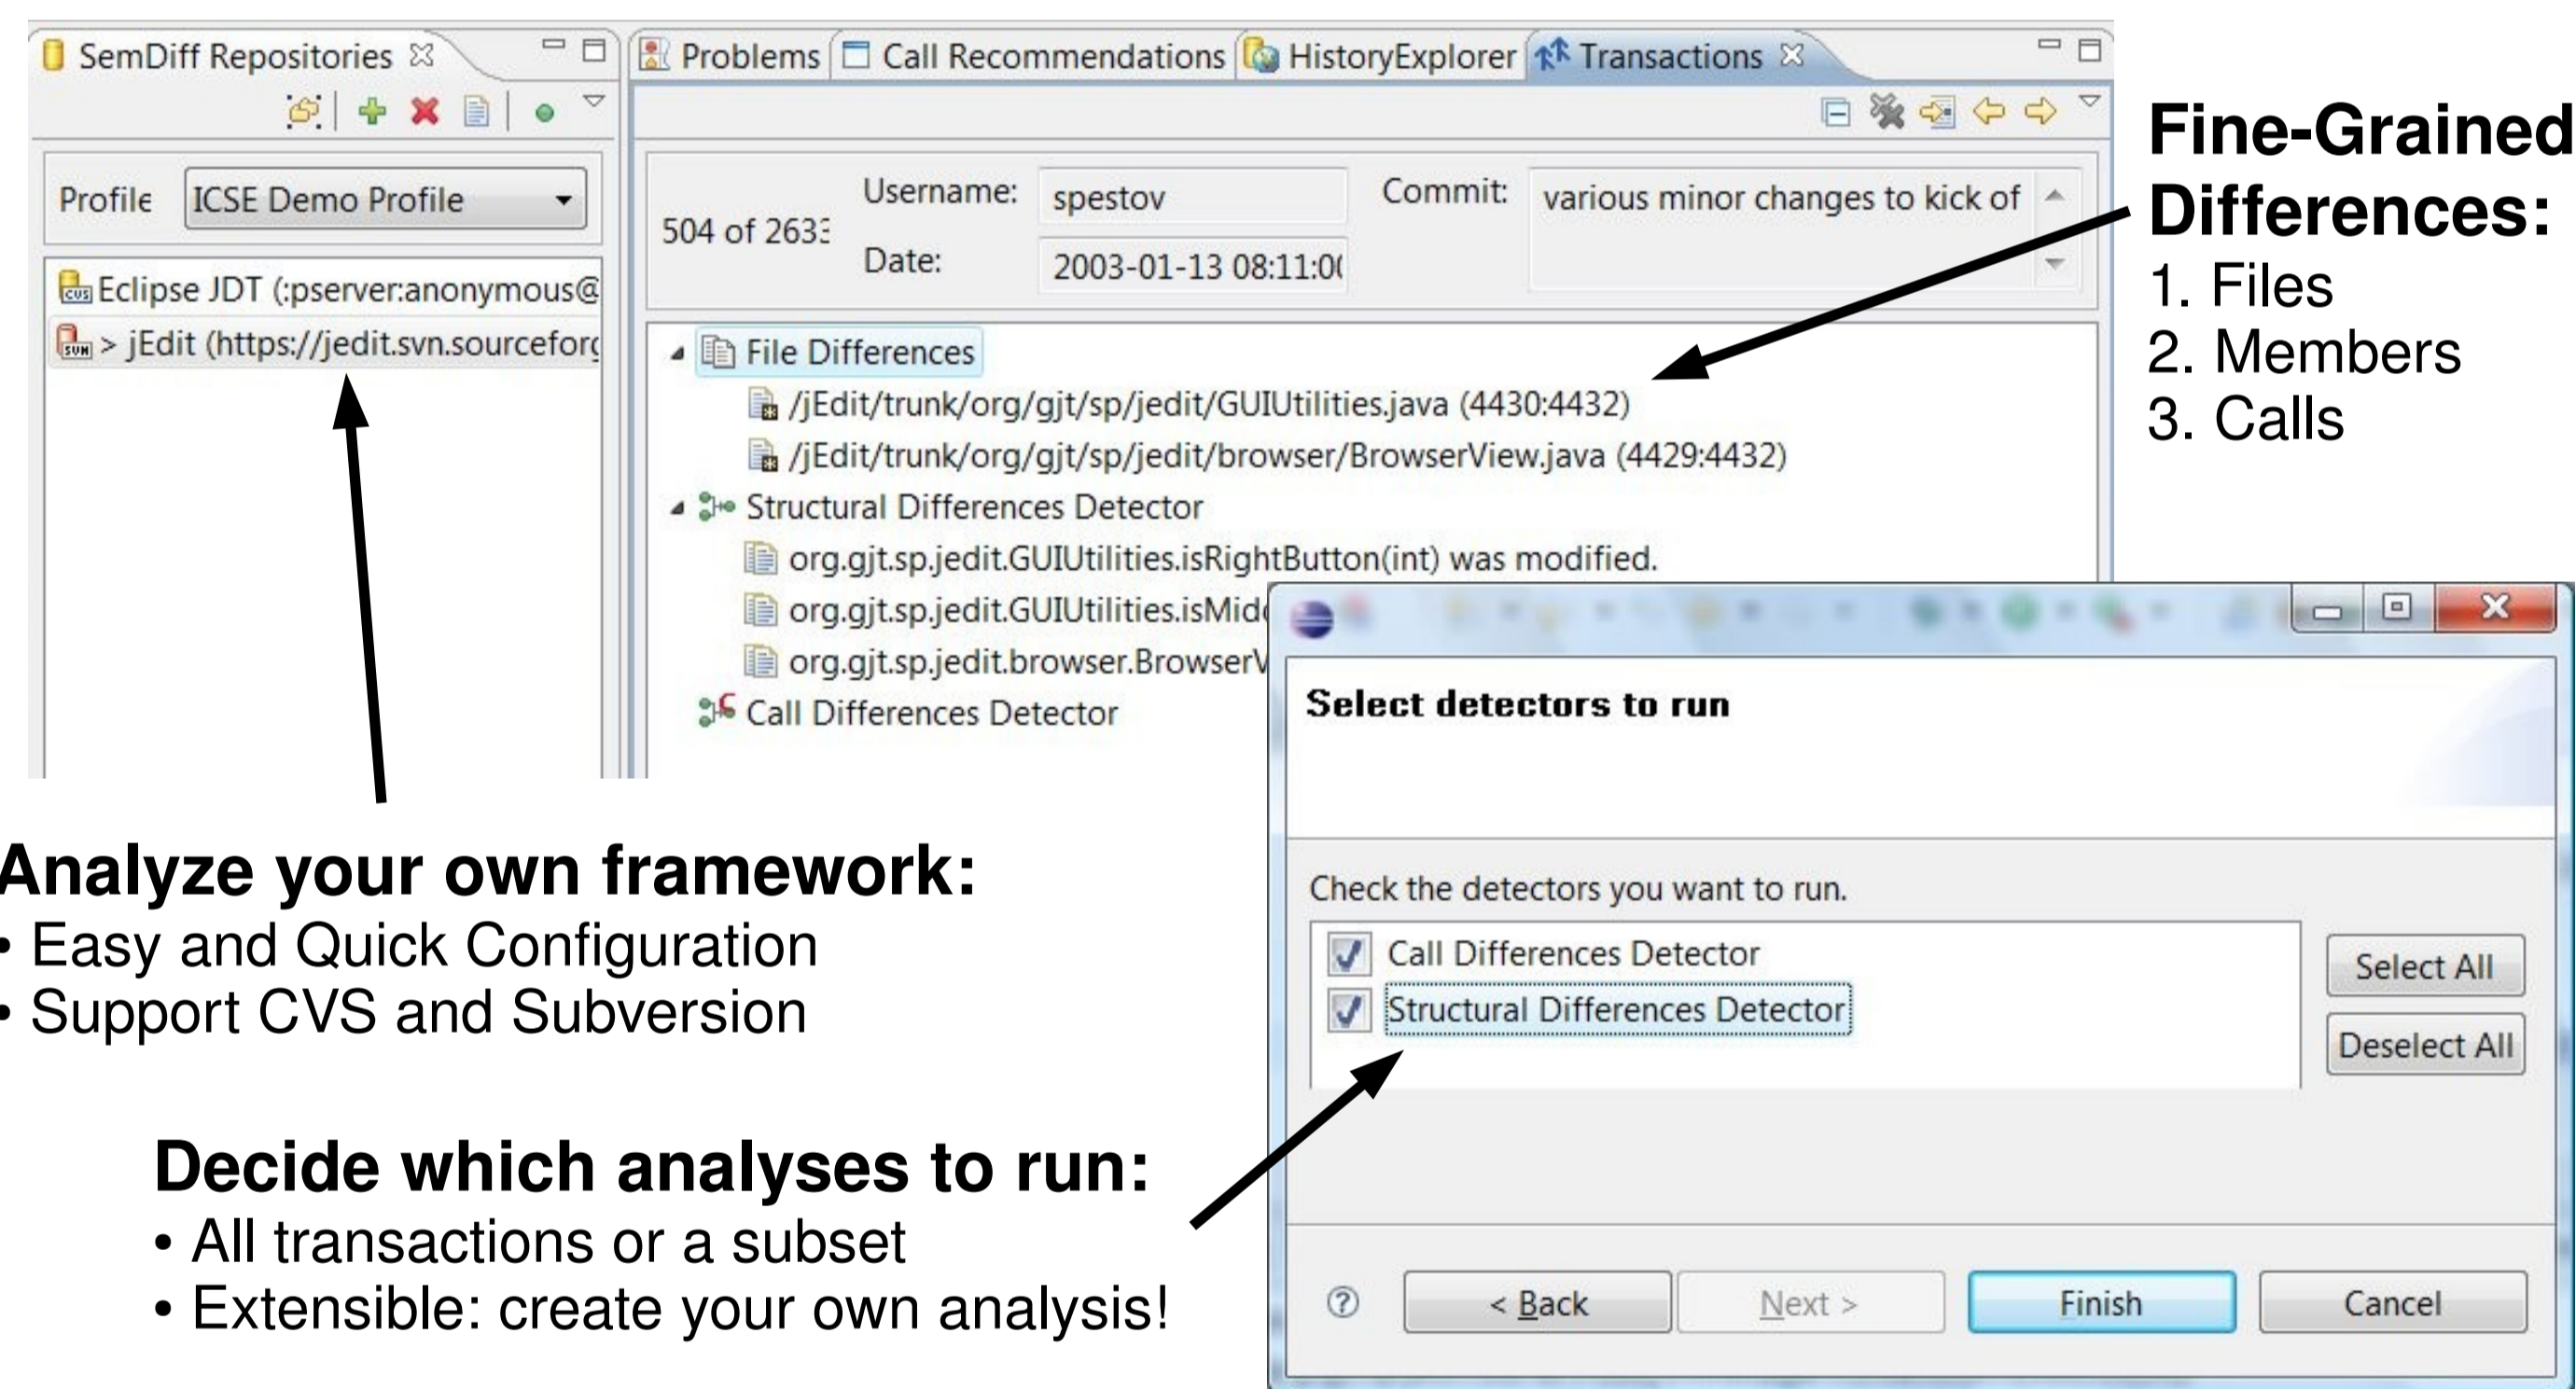 SemDiff Repositories
Problems
Call Recommendations
HistoryExplorer
Transactions
Profile
ICSE Demo Profile
Eclipse JDT (:pserver:anonymous@
> jEdit (https://jedit.svn.sourceforg
504 of 2633
Username:
spestov
Commit:
various minor changes to kick of
Date:
2003-01-13 08:11:0(
File Differences
/jEdit/trunk/org/gjt/sp/jedit/GUIUtilities.java (4430:4432)
/jEdit/trunk/org/gjt/sp/jedit/browser/BrowserView.java (4429:4432)
Structural Differences Detector
org.gjt.sp.jedit.GUIUtilities.isRightButton(int) was modified.
org.gjt.sp.jedit.GUIUtilities.isMidd
org.gjt.sp.jedit.browser.BrowserV
Call Differences Detector
Fine-Grained
Differences:
1. Files
2. Members
3. Calls
Analyze your own framework:
• Easy and Quick Configuration
• Support CVS and Subversion
Decide which analyses to run:
• All transactions or a subset
• Extensible: create your own analysis!
Select detectors to run
Check the detectors you want to run.
Call Differences Detector
Structural Differences Detector
Select All
Deselect All
< Back
Next >
Finish
Cancel